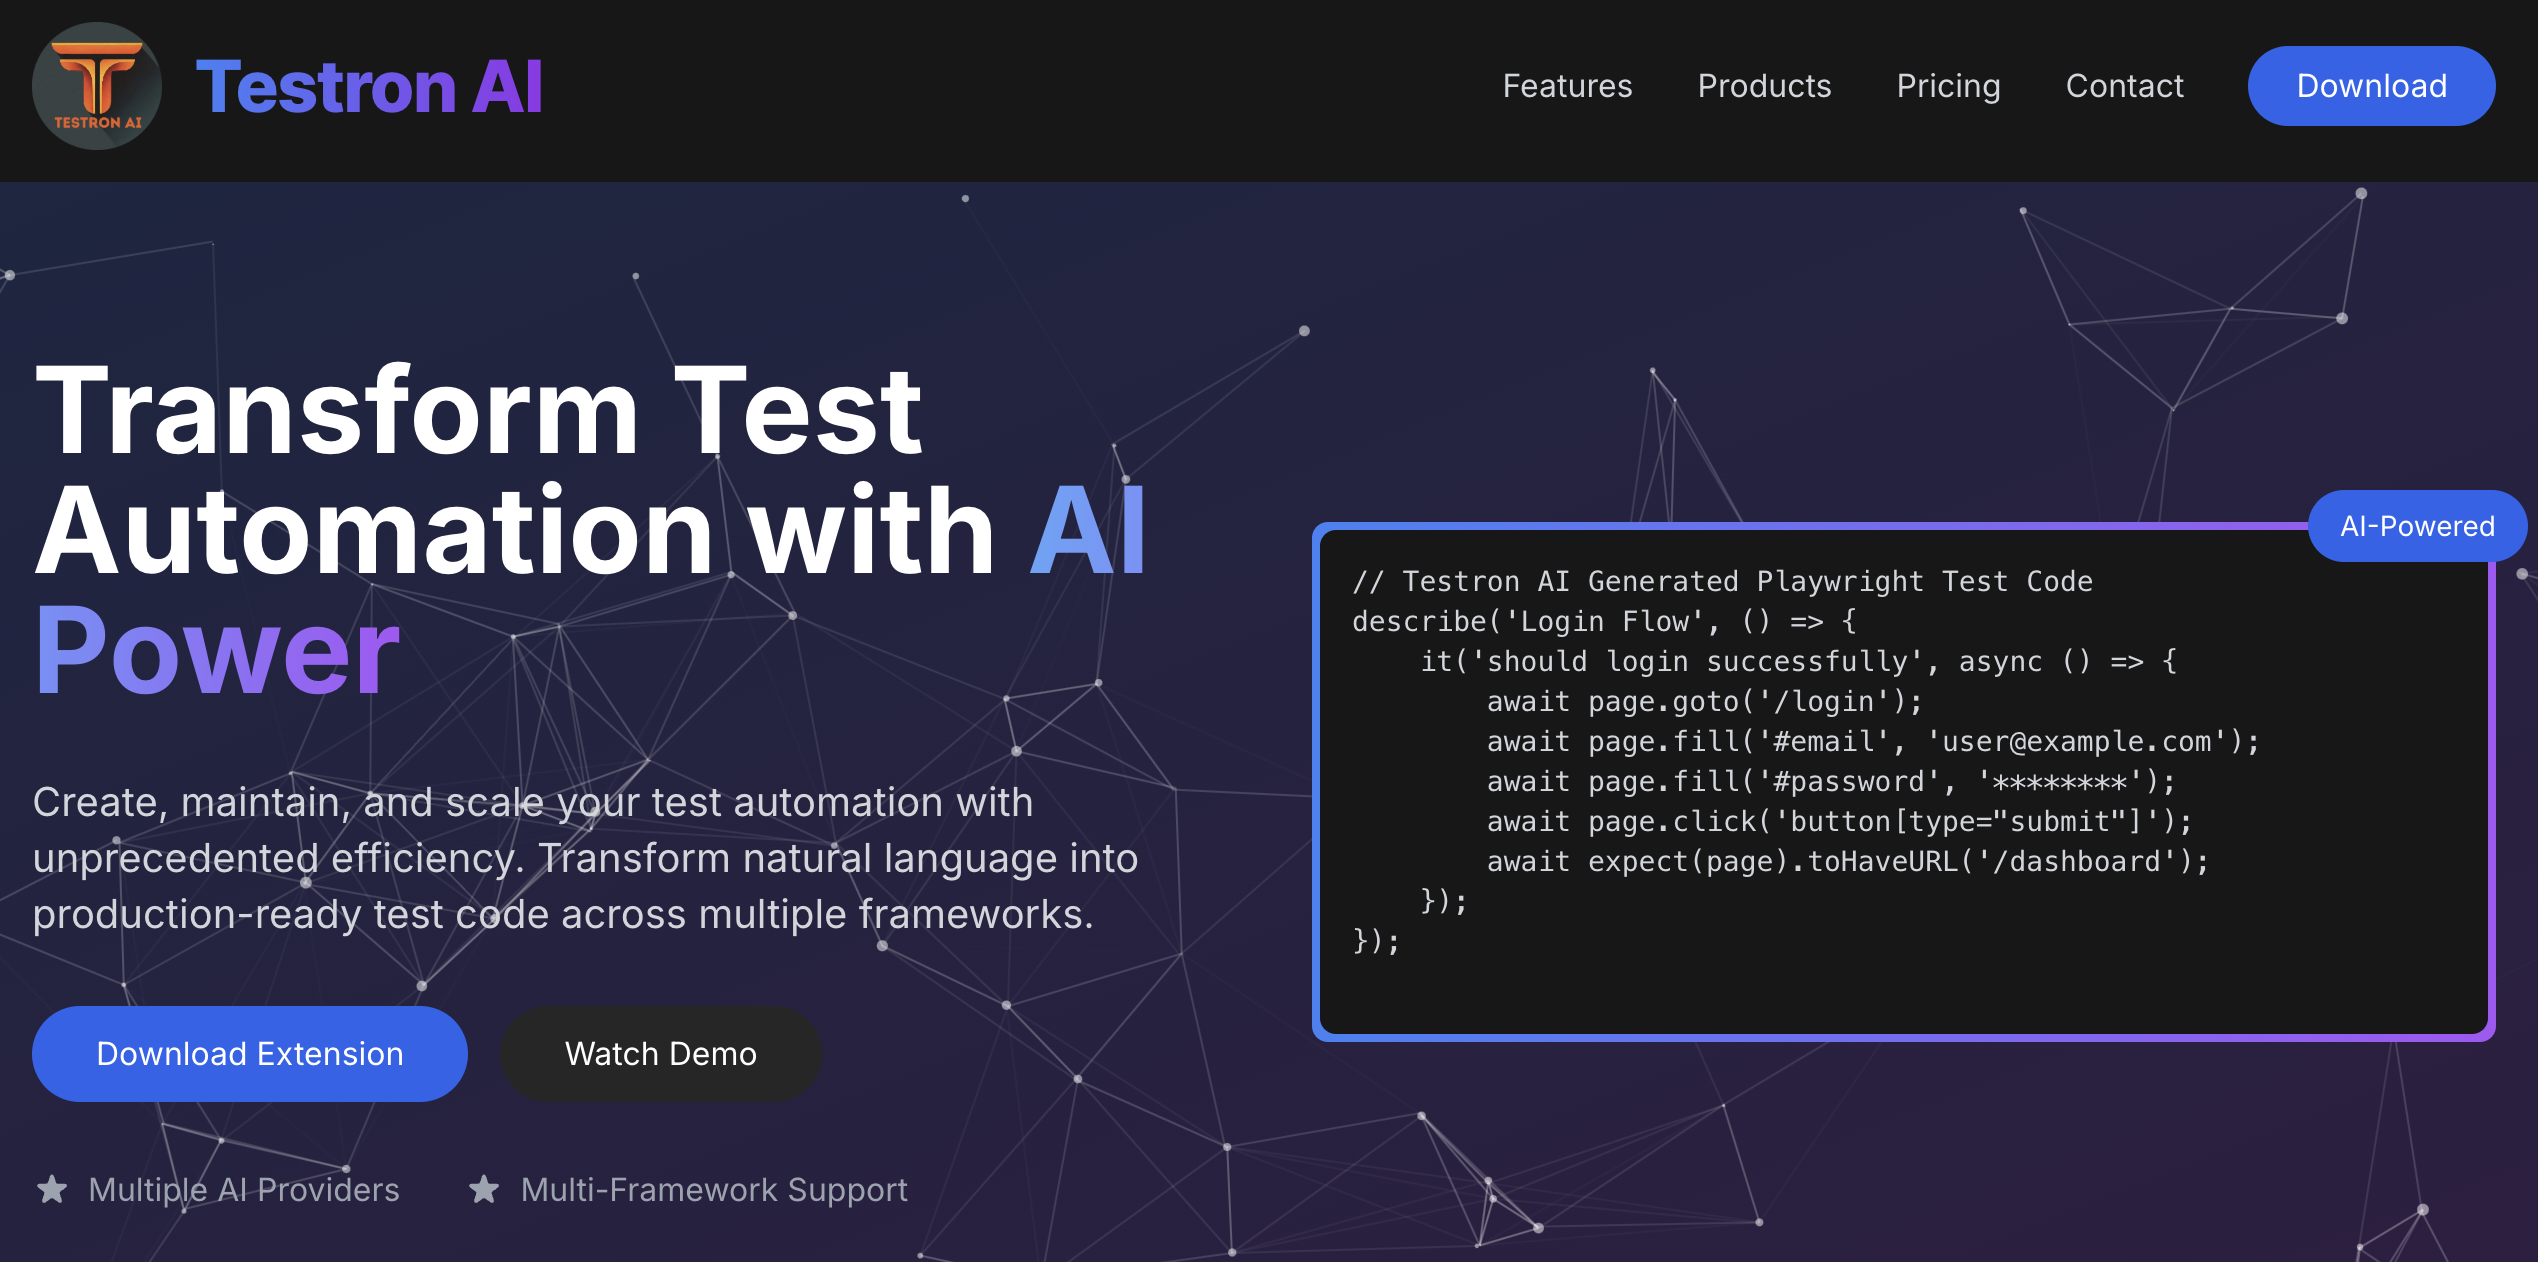 TESTRON AI
Testron AI
Features
Products
Pricing
Contact
Download
Transform Test
Automation with AI
Power
Create, maintain, and scale your test automation with
unprecedented efficiency. Transform natural language into
production-ready test code across multiple frameworks.
Download Extension
Watch Demo
Multiple AI Providers
Multi-Framework Support
AI-Powered
// Testron AI Generated Playwright Test Code
describe('Login Flow', () => {
    it('should login successfully', async () => {
        await page.goto('/login');
        await page.fill('#email', 'user@example.com');
        await page.fill('#password', '********');
        await page.click('button[type="submit"]');
        await expect(page).toHaveURL('/dashboard');
    });
});